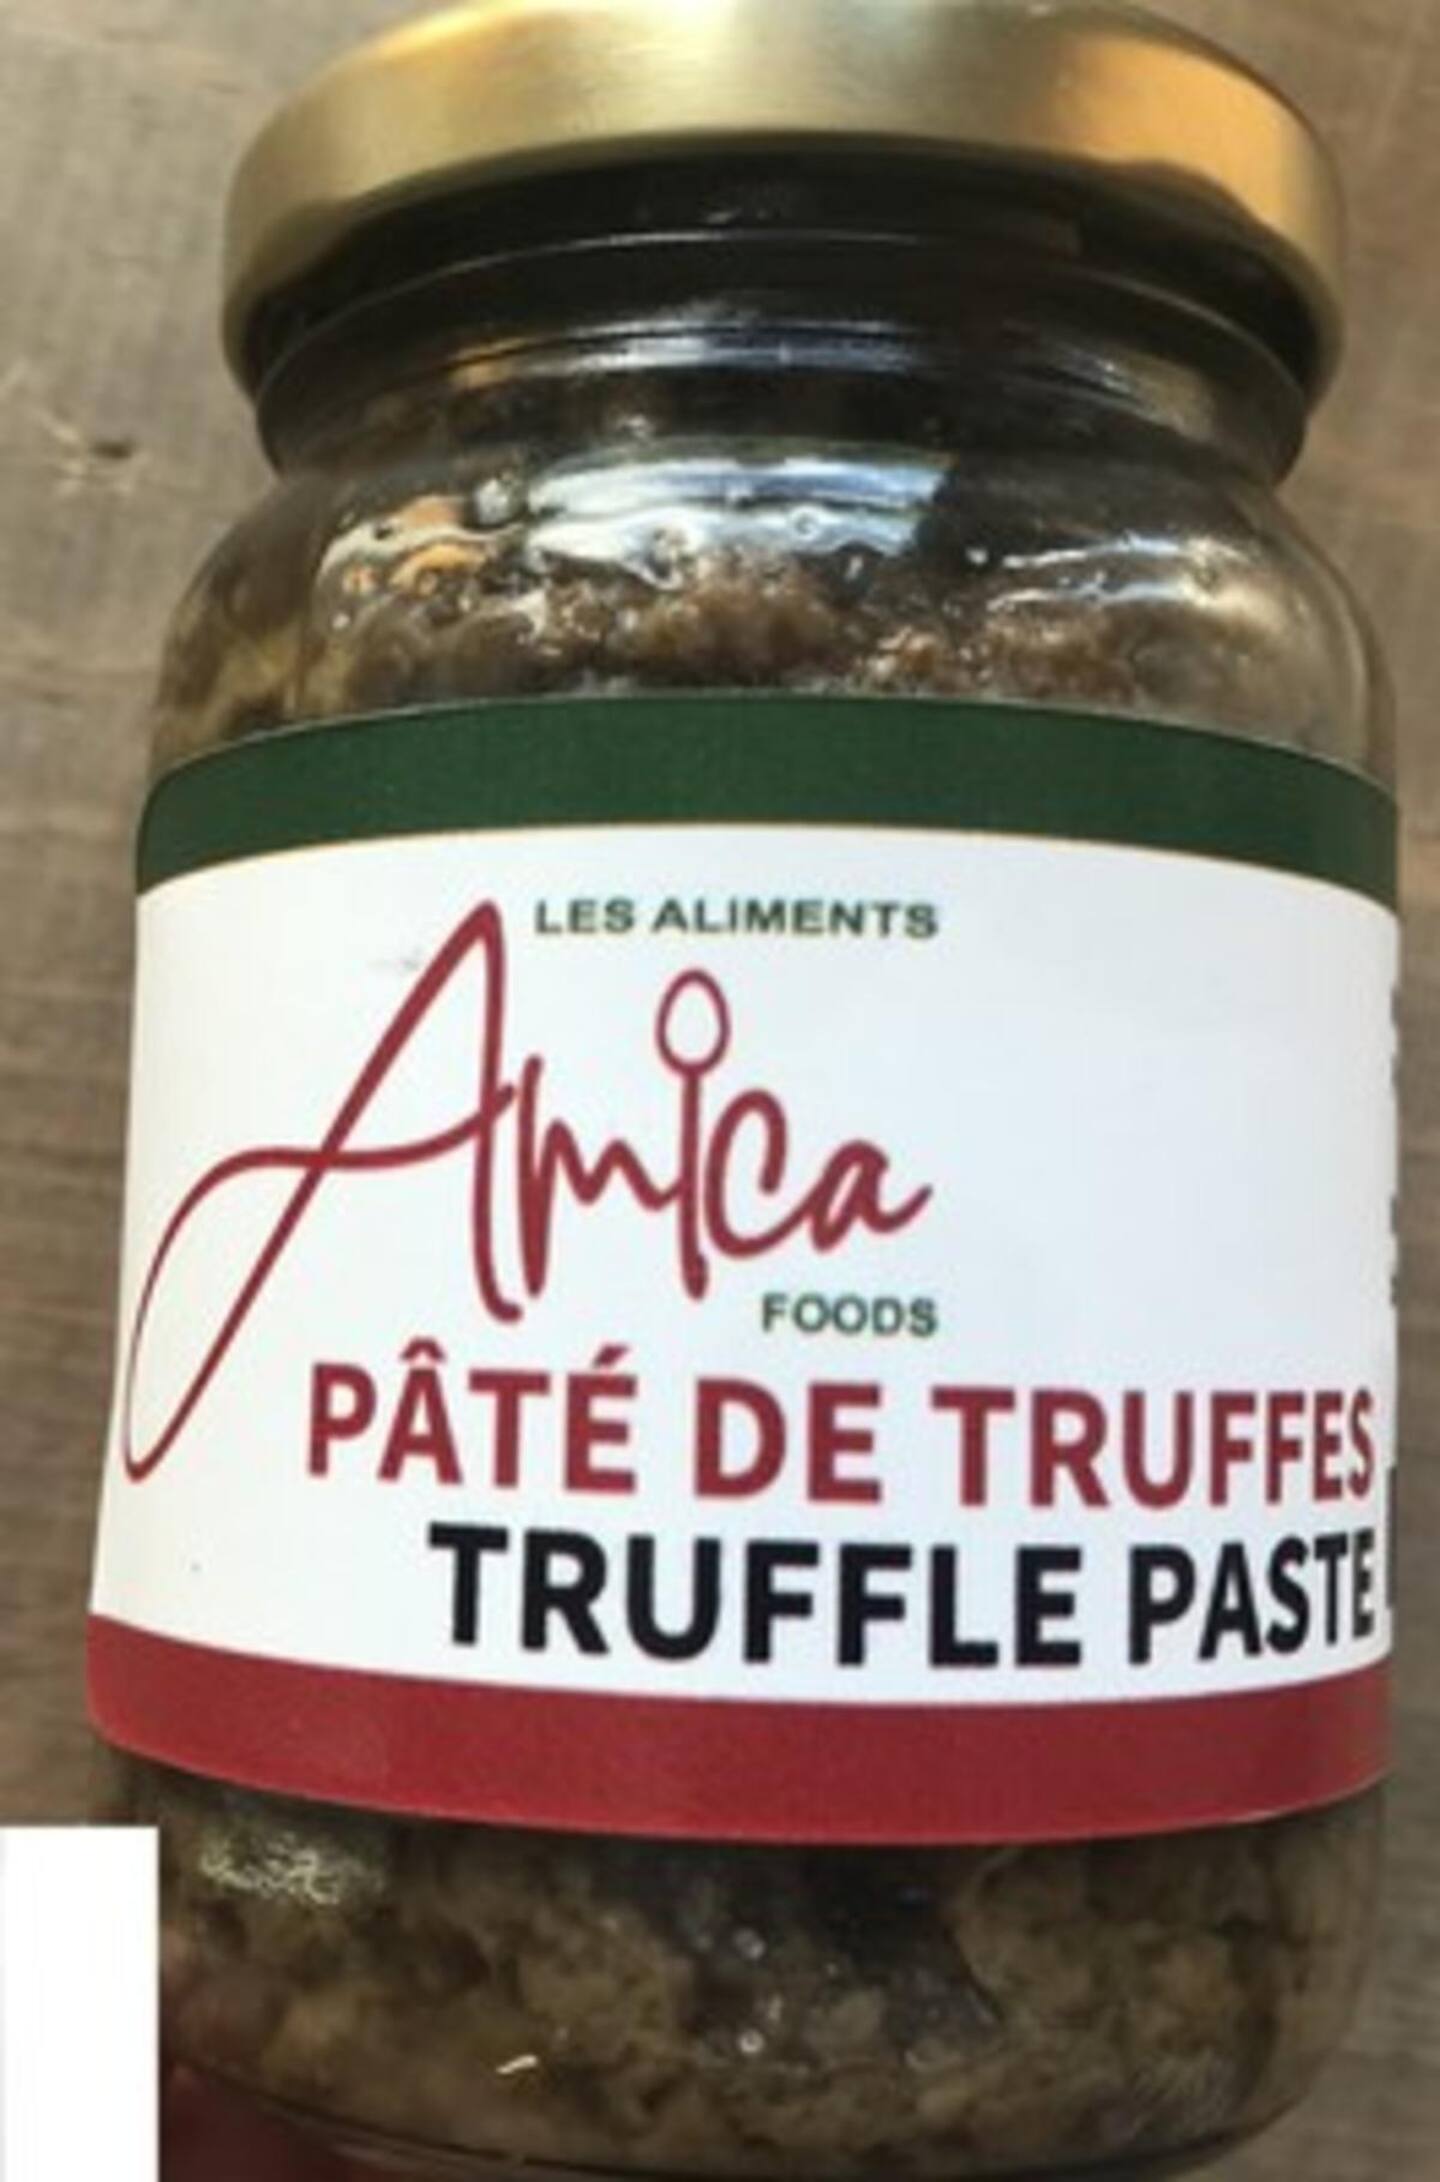 LES ALIMENTS
Amica
FOODS
PÂTÉ DE TRUFFES
TRUFFLE PASTE